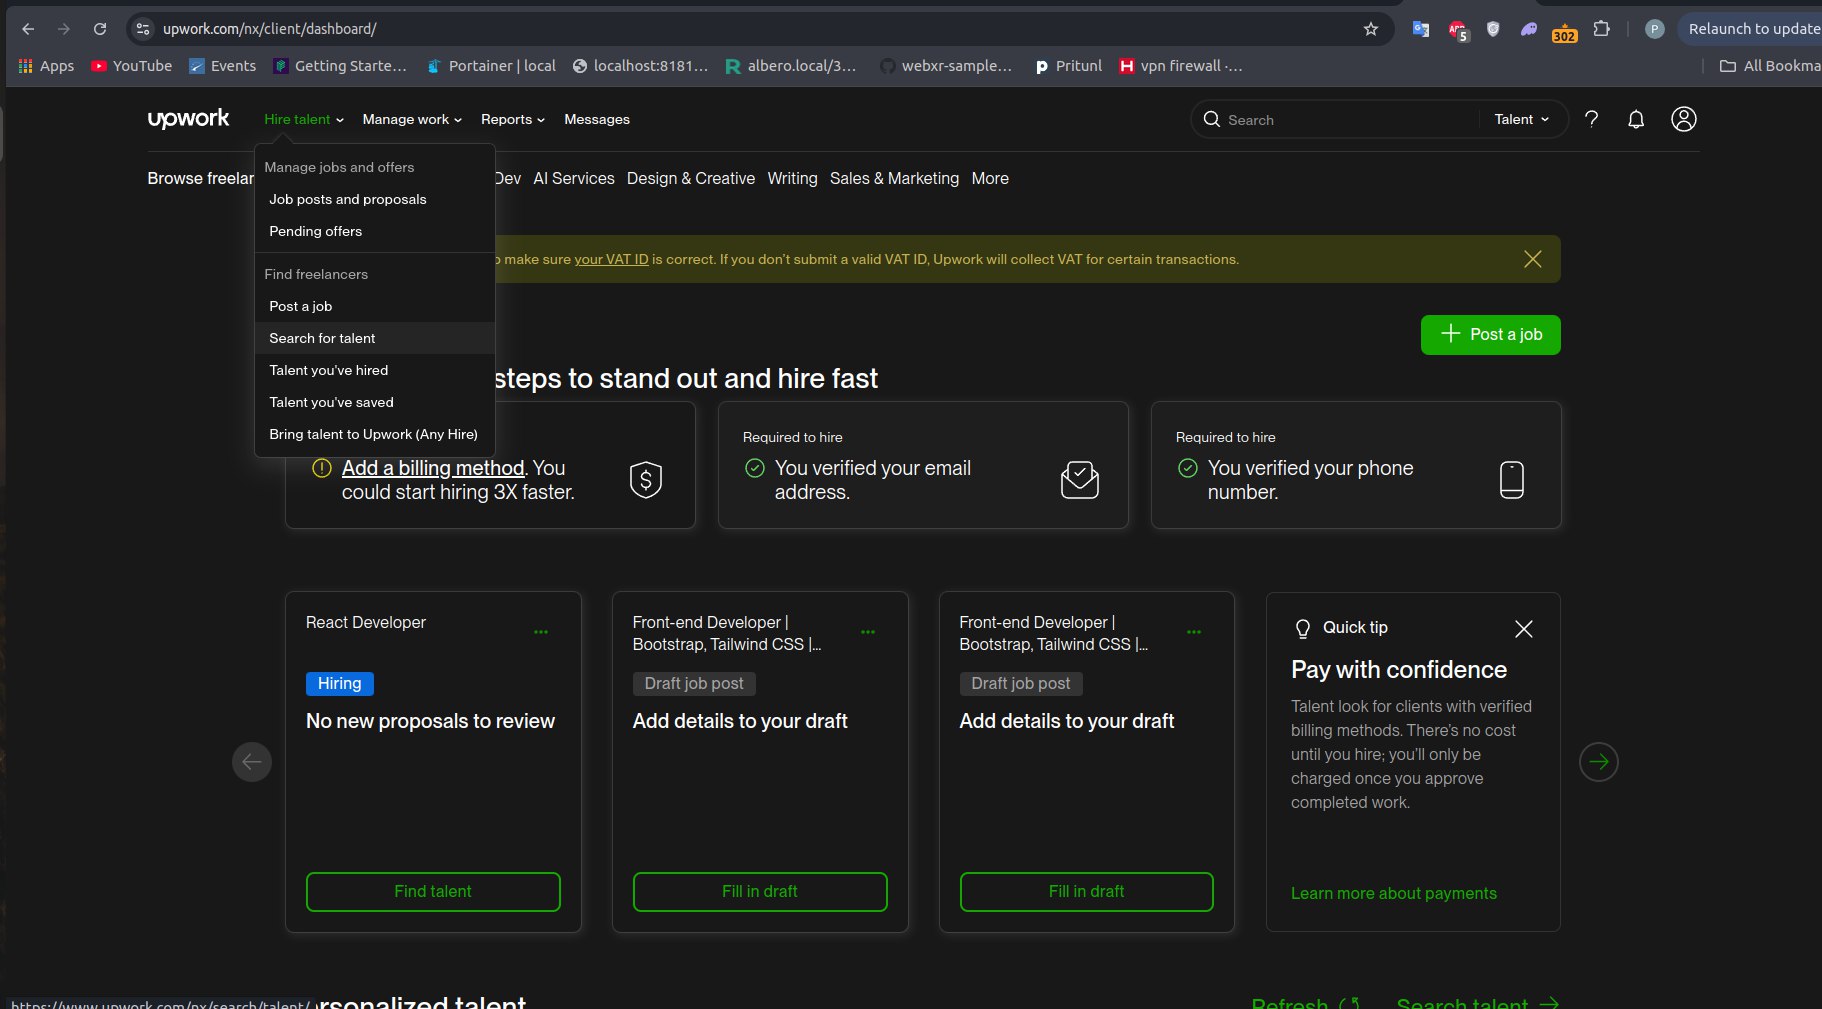 upwork.com/nx/client/dashboard/
5
302
P
Relaunch to update
Apps
YouTube
Events
Getting Starte...
Portainer | local
localhost:8181...
albero.local/3...
webxr-sample...
Pritunl
vpn firewall ·...
All Bookma
upwork
Hire talent
Manage work
Reports
Messages
Search
Talent
Browse freelan
Dev
AI Services
Design & Creative
Writing
Sales & Marketing
More
Manage jobs and offers
Job posts and proposals
Pending offers
Find freelancers
Post a job
Search for talent
Talent you've hired
Talent you've saved
Bring talent to Upwork (Any Hire)
make sure your VAT ID is correct. If you don't submit a valid VAT ID, Upwork will collect VAT for certain transactions.
Post a job
steps to stand out and hire fast
Add a billing method. You
could start hiring 3X faster.
Required to hire
You verified your email
address.
Required to hire
You verified your phone
number.
React Developer
Hiring
No new proposals to review
Find talent
Front-end Developer |
Bootstrap, Tailwind CSS |...
Draft job post
Add details to your draft
Fill in draft
Front-end Developer |
Bootstrap, Tailwind CSS |...
Draft job post
Add details to your draft
Fill in draft
Quick tip
Pay with confidence
Talent look for clients with verified
billing methods. There's no cost
until you hire; you'll only be
charged once you approve
completed work.
Learn more about payments
https://www.upwork.com/nx/search/talent/
rsonalized talent
Refresh
Search talent